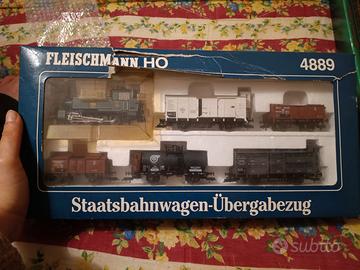 FLEISCHMANN HO
4889
Staatsbahnwagen-Übergabezug
subito